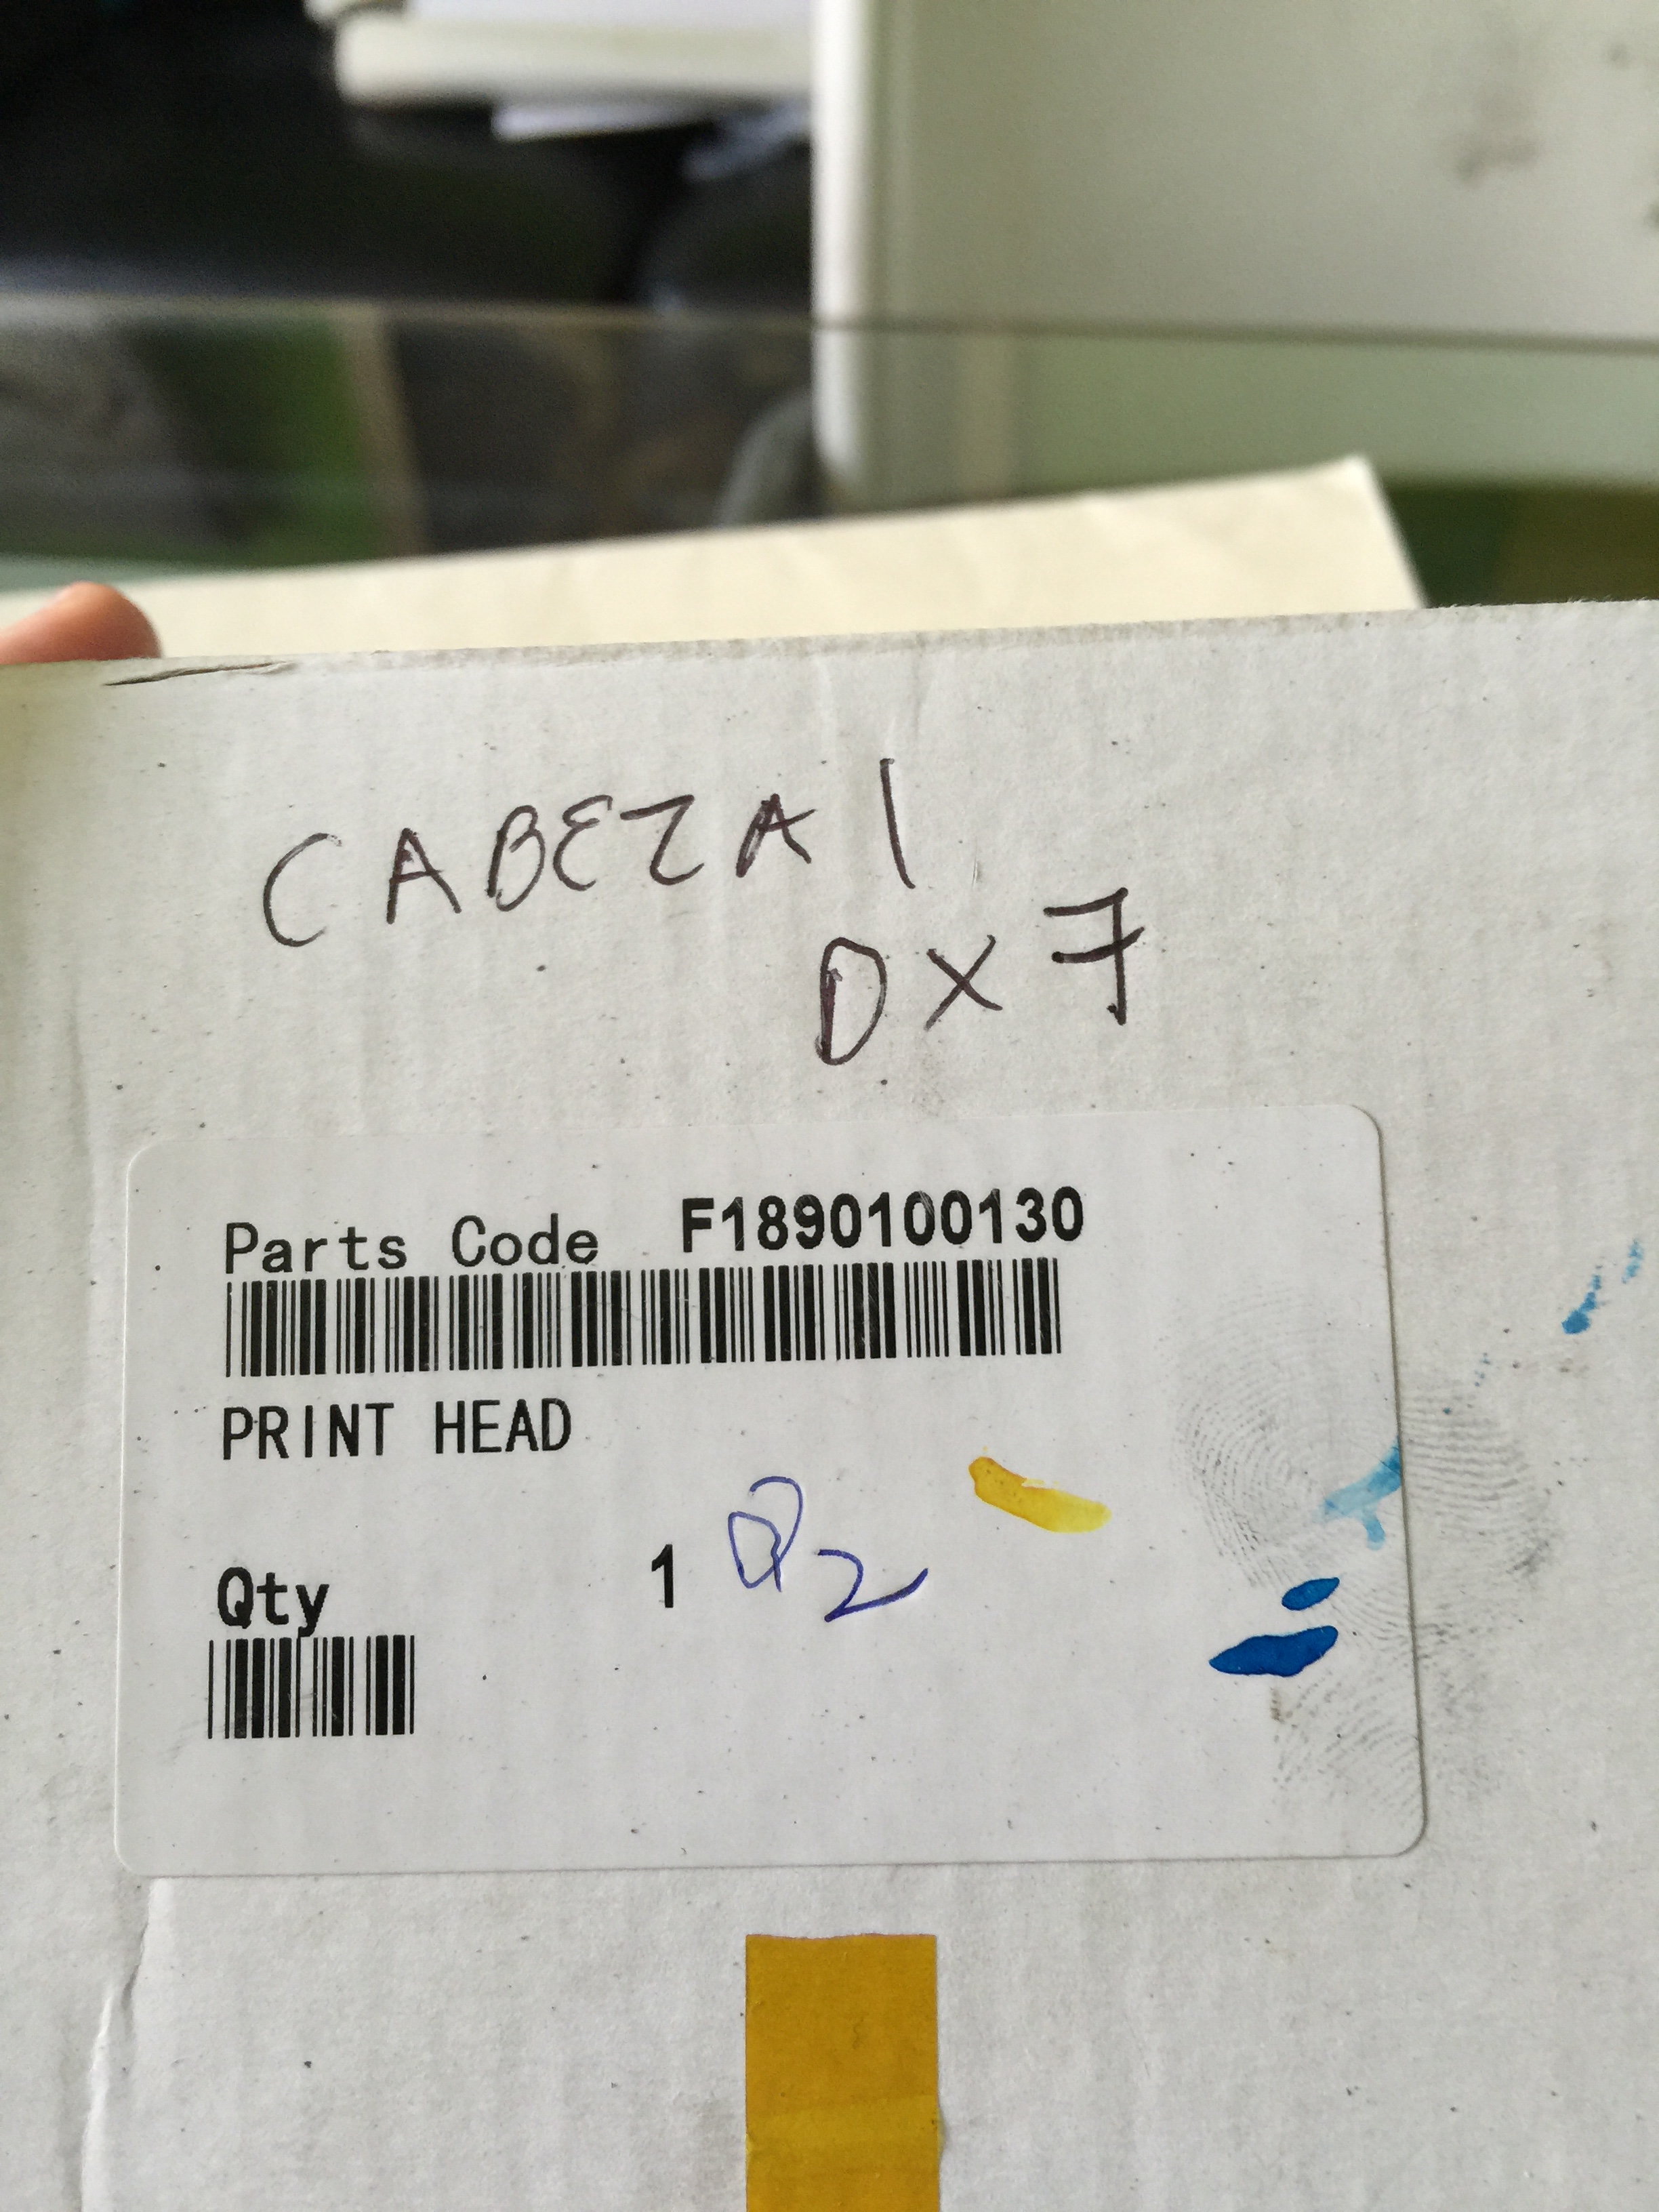 CABEZAl
DX7
Parts Code F1890100130
PRINT HEAD
Qty 1